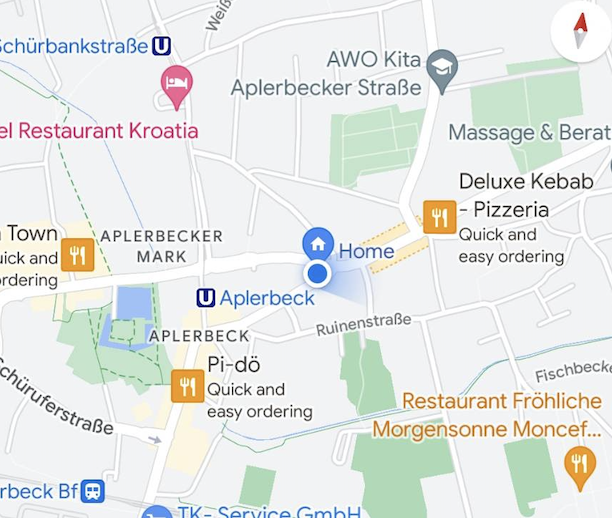 Weiß
Schürbankstraße U
AWO Kita
Aplerbecker Straße
el Restaurant Kroatia
Massage & Berat
Deluxe Kebab
- Pizzeria
Quick and
easy ordering
Town
uick and
ordering
APLERBECKER
MARK
Home
U Aplerbeck
Ruinenstraße
APLERBECK
Pi-dö
Quick and
easy ordering
Schüruferstraße
Fischbecke
Restaurant Fröhliche
Morgensonne Moncef...
rbeck Bf
TK- Service GmbH